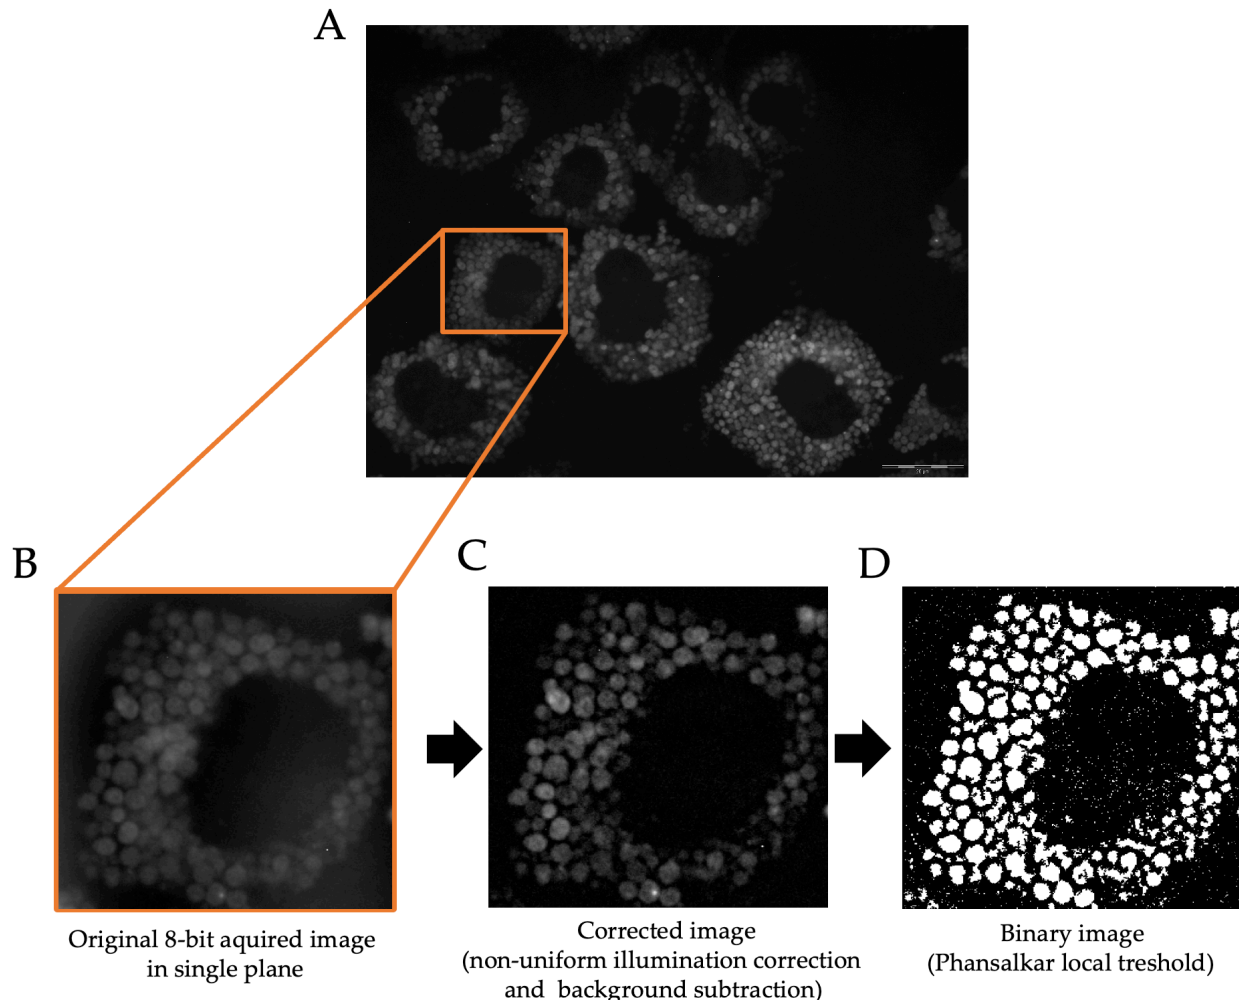 A
B
C
D
Original 8-bit aquired image
in single plane
Corrected image
(non-uniform illumination correction
and background subtraction)
Binary image
(Phansalkar local treshold)